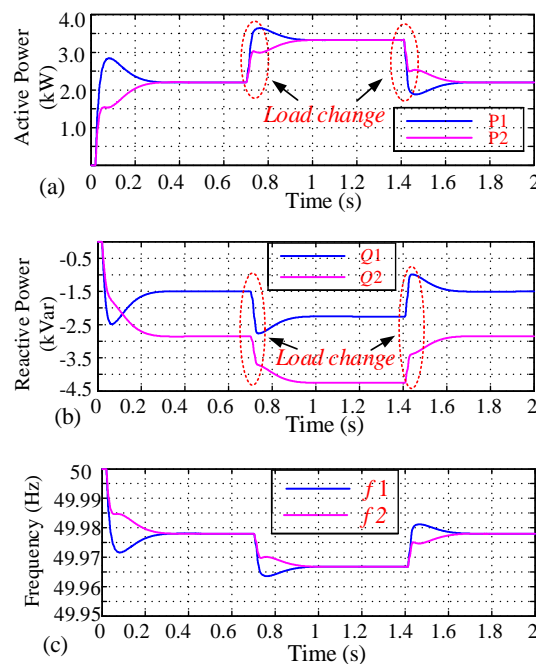 Active Power
(kW)
4.0
3.0
2.0
1.0
Load change
P1
P2
0 0.2 0.4 0.6 0.8 1 1.2 1.4 1.6 1.8 2
Time (s)
(a)
Reactive Power
(kVar)
-0.5
-1.5
-2.5
-3.5
-4.5
Q1
Q2
Load change
0 0.2 0.4 0.6 0.8 1 1.2 1.4 1.6 1.8 2
Time (s)
(b)
Frequency (Hz)
50
49.99
49.98
49.97
49.96
49.95
f1
f2
0 0.2 0.4 0.6 0.8 1 1.2 1.4 1.6 1.8 2
Time (s)
(c)